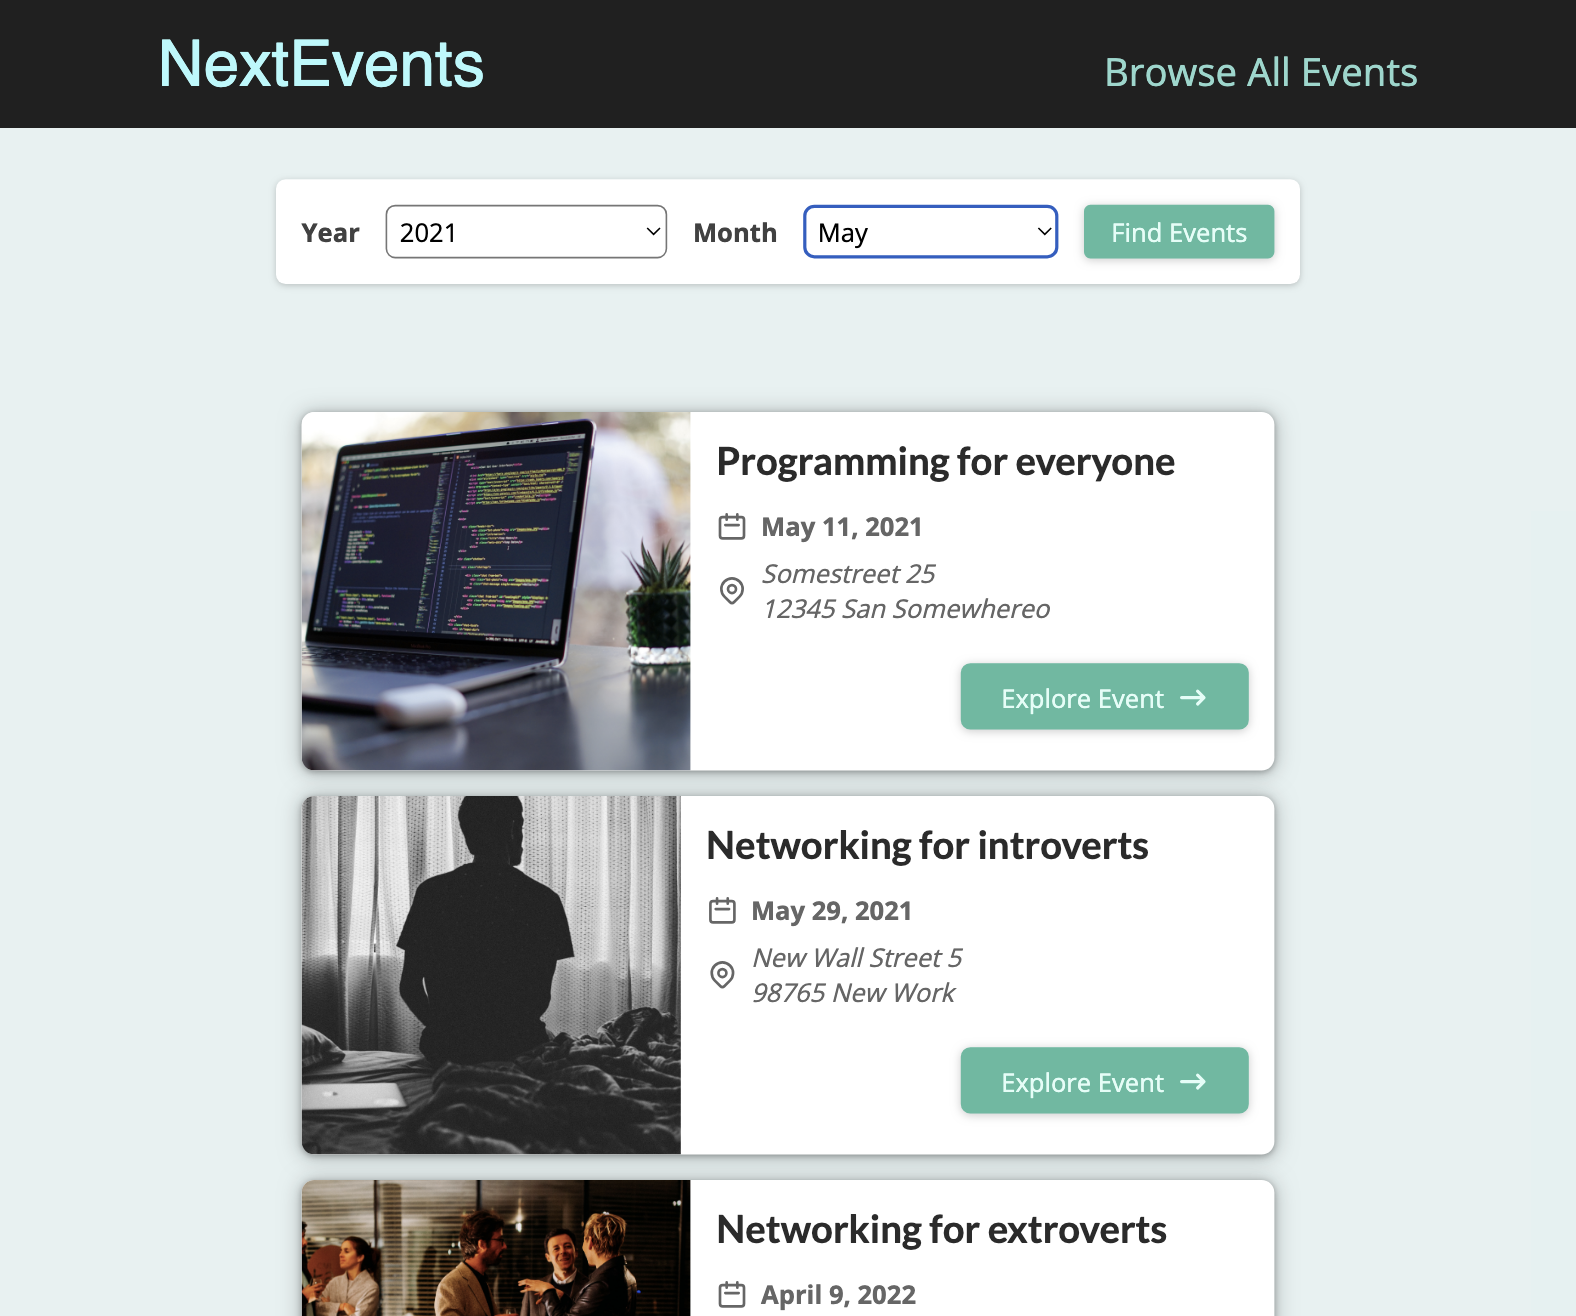 NextEvents
Browse All Events
Year 2021 Month May Find Events
Programming for everyone
May 11, 2021
Somestreet 25
12345 San Somewhereo
Explore Event →
Networking for introverts
May 29, 2021
New Wall Street 5
98765 New Work
Explore Event →
Networking for extroverts
April 9, 2022